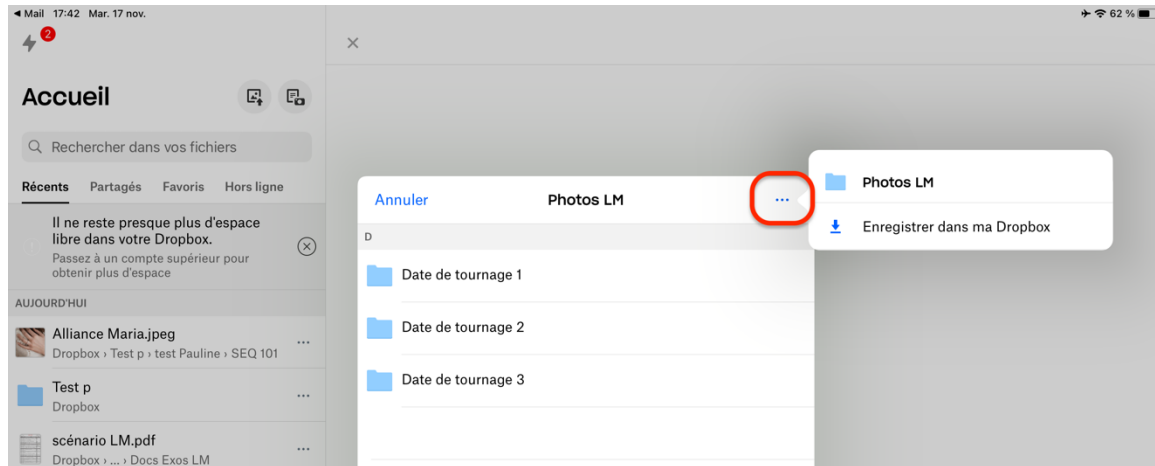 Mail 17:42 Mar. 17 nov.
62 %
2
Accueil
Rechercher dans vos fichiers
Récents Partagés Favoris Hors ligne
Il ne reste presque plus d'espace
libre dans votre Dropbox.
Passez à un compte supérieur pour
obtenir plus d'espace
AUJOURD'HUI
Alliance Maria.jpeg
Dropbox › Test p › test Pauline › SEQ 101
Test p
Dropbox
scénario LM.pdf
Dropbox › ... › Docs Exos LM
Annuler Photos LM ...
D
Date de tournage 1
Date de tournage 2
Date de tournage 3
Photos LM
Enregistrer dans ma Dropbox